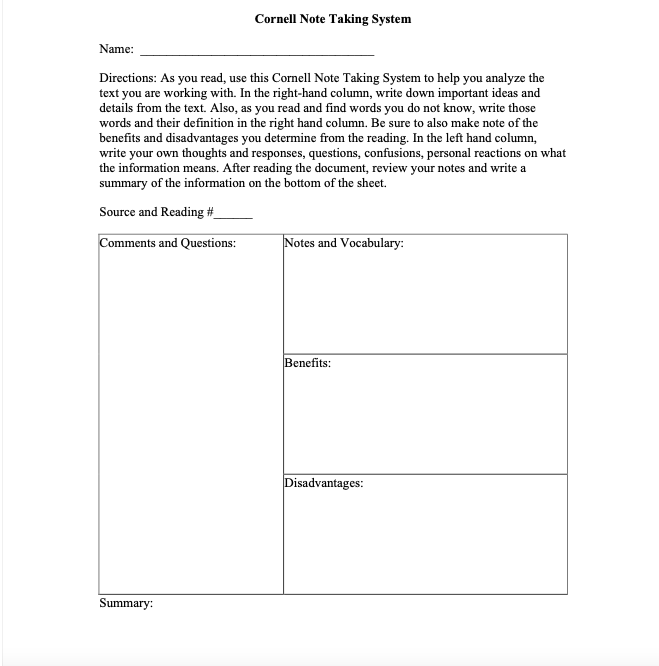 Cornell Note Taking System
Name: ____________________________________
Directions: As you read, use this Cornell Note Taking System to help you analyze the
text you are working with. In the right-hand column, write down important ideas and
details from the text. Also, as you read and find words you do not know, write those
words and their definition in the right hand column. Be sure to also make note of the
benefits and disadvantages you determine from the reading. In the left hand column,
write your own thoughts and responses, questions, confusions, personal reactions on what
the information means. After reading the document, review your notes and write a
summary of the information on the bottom of the sheet.
Source and Reading #______
Comments and Questions:
Notes and Vocabulary:
Benefits:
Disadvantages:
Summary: